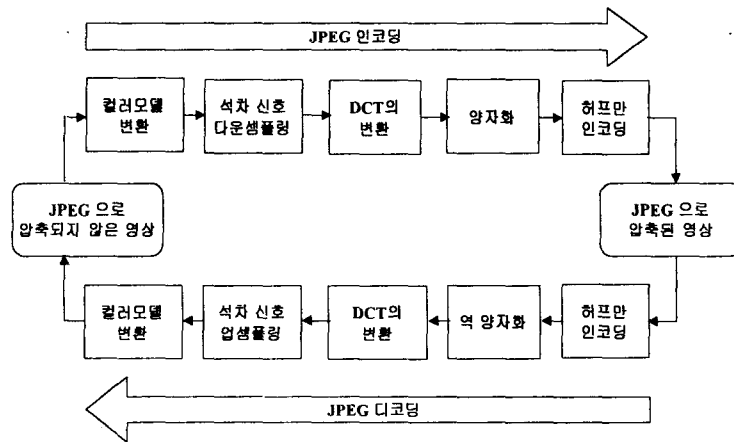 JPEG 인코딩
컬러모델
변환
석차 신호
다운샘플링
DCT의
변환
양자화
허프만
인코딩
JPEG 으로
압축되지 않은 영상
JPEG 으로
압축된 영상
컬러모델
변환
석차 신호
업샘플링
DCT의
변환
역 양자화
허프만
인코딩
JPEG 디코딩